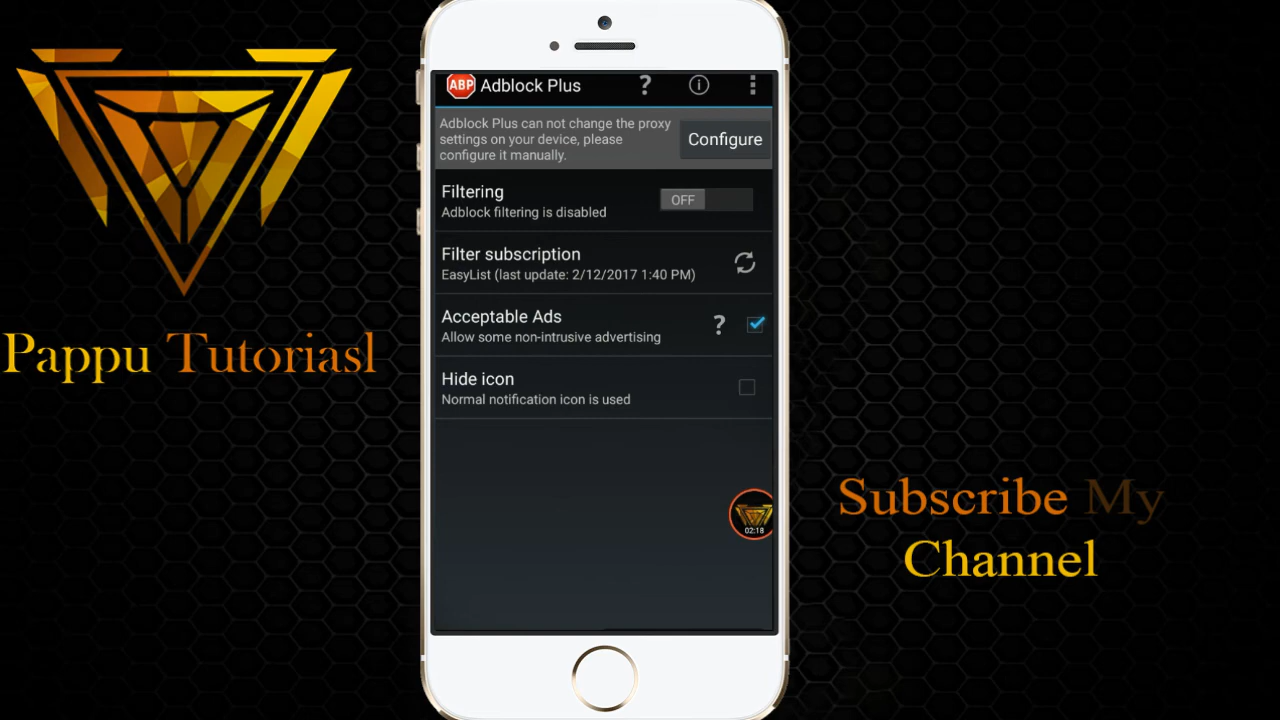 Pappu Tutoriasl
ABP Adblock Plus ?
Adblock Plus can not change the proxy
settings on your device, please
configure it manually.
Configure
Filtering
Adblock filtering is disabled
OFF
Filter subscription
EasyList (last update: 2/12/2017 1:40 PM)
Acceptable Ads
Allow some non-intrusive advertising
?
Hide icon
Normal notification icon is used
02:18
Subscribe My
Channel